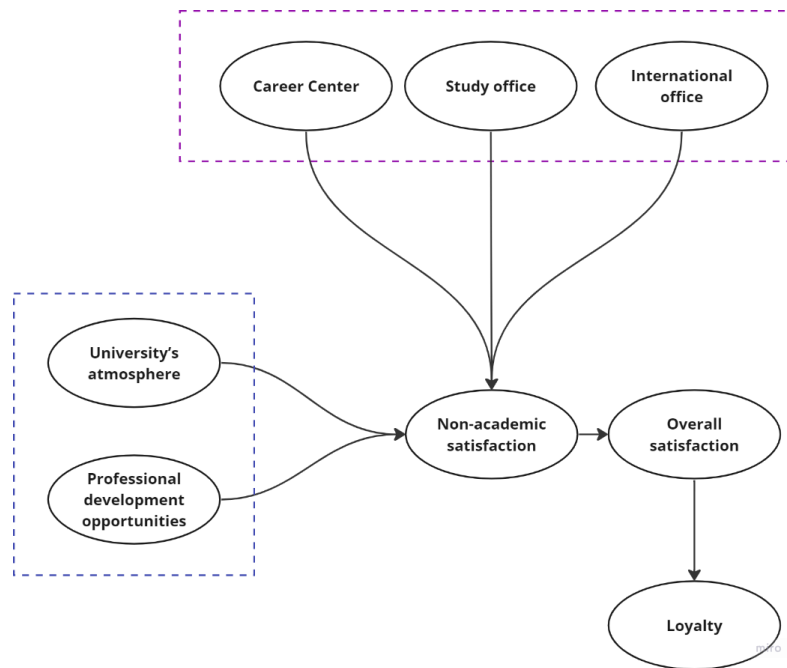 Career Center
Study office
International
office
University’s
atmosphere
Professional
development
opportunities
Non-academic
satisfaction
Overall
satisfaction
Loyalty
miro